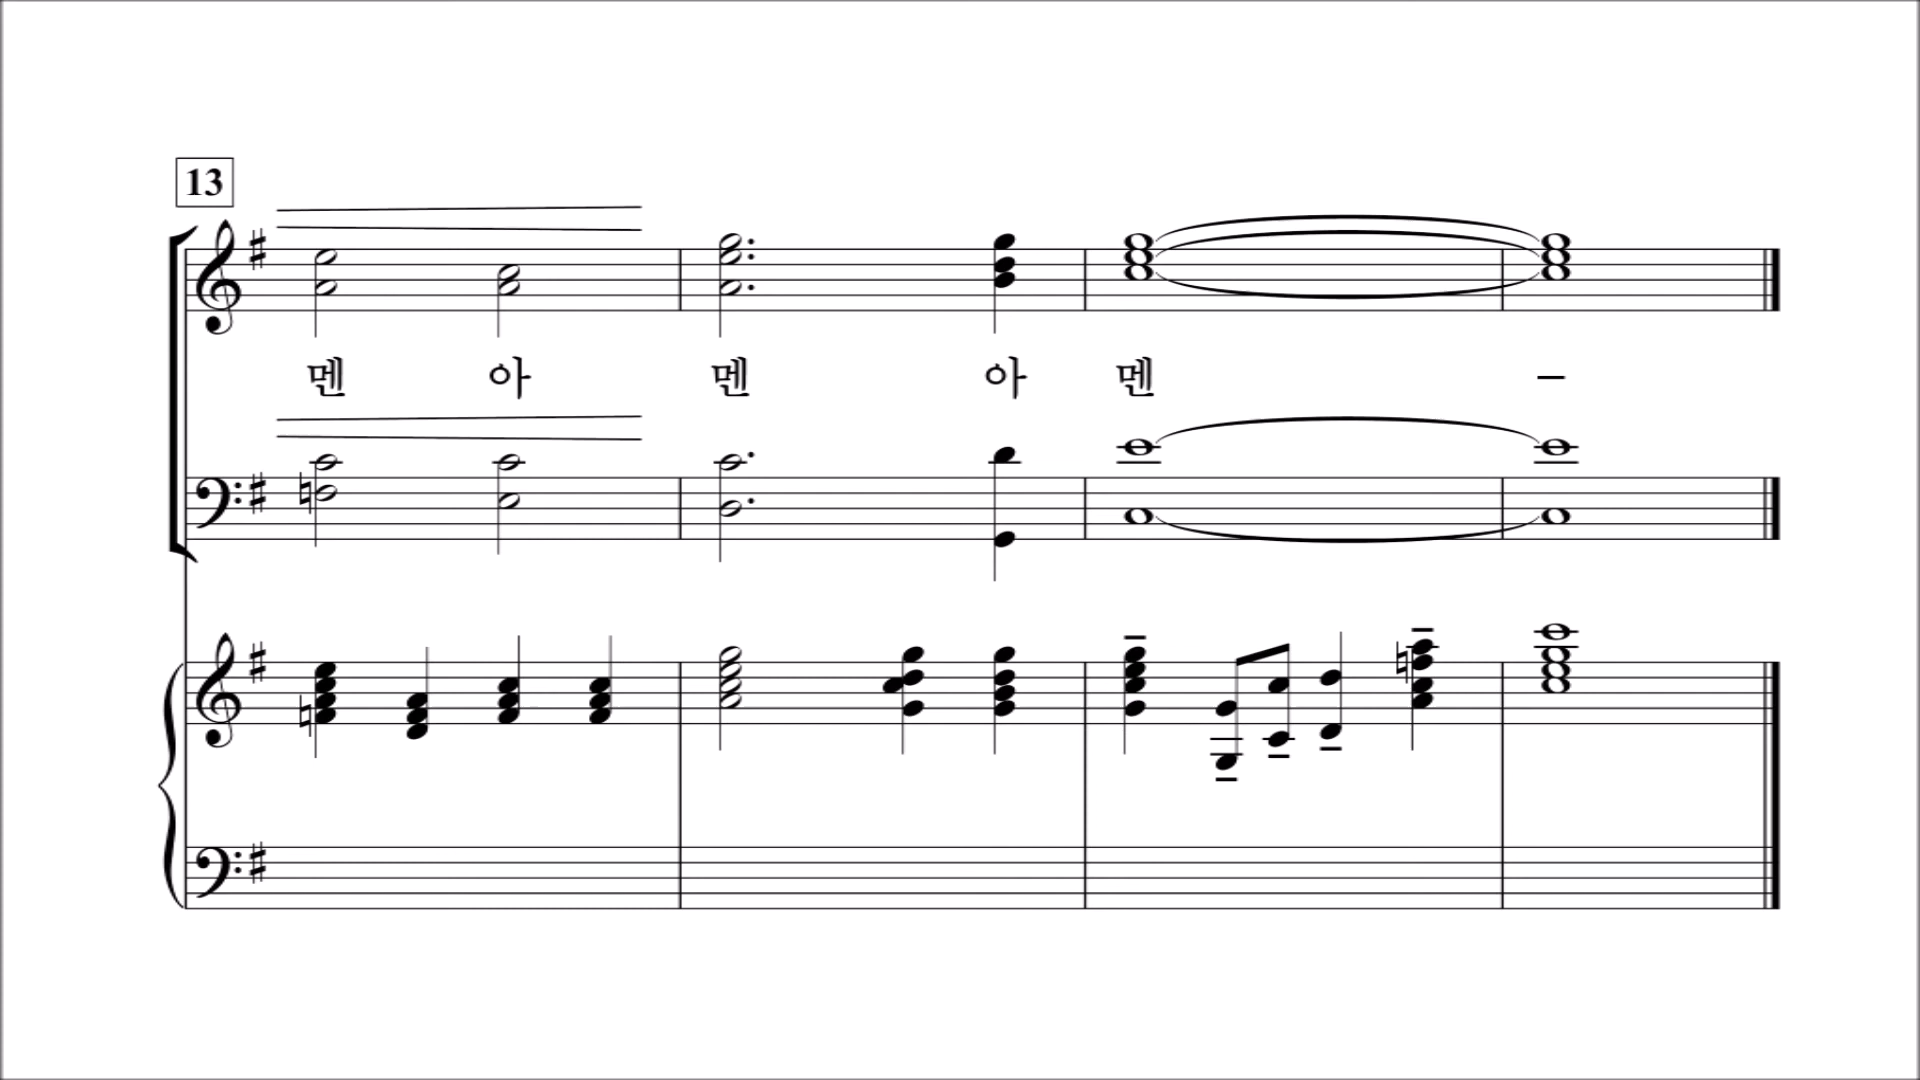 13
멘 아 멘 아 멘 –